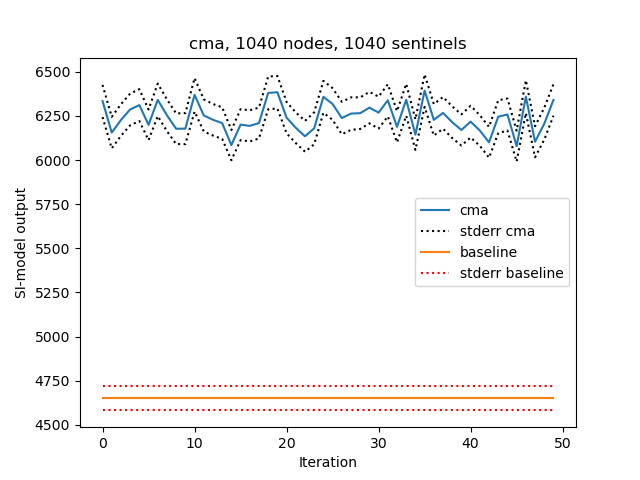 cma, 1040 nodes, 1040 sentinels
SI-model output
6500
6250
6000
5750
5500
5250
5000
4750
4500
cma
stderr cma
baseline
stderr baseline
0 10 20 30 40 50
Iteration